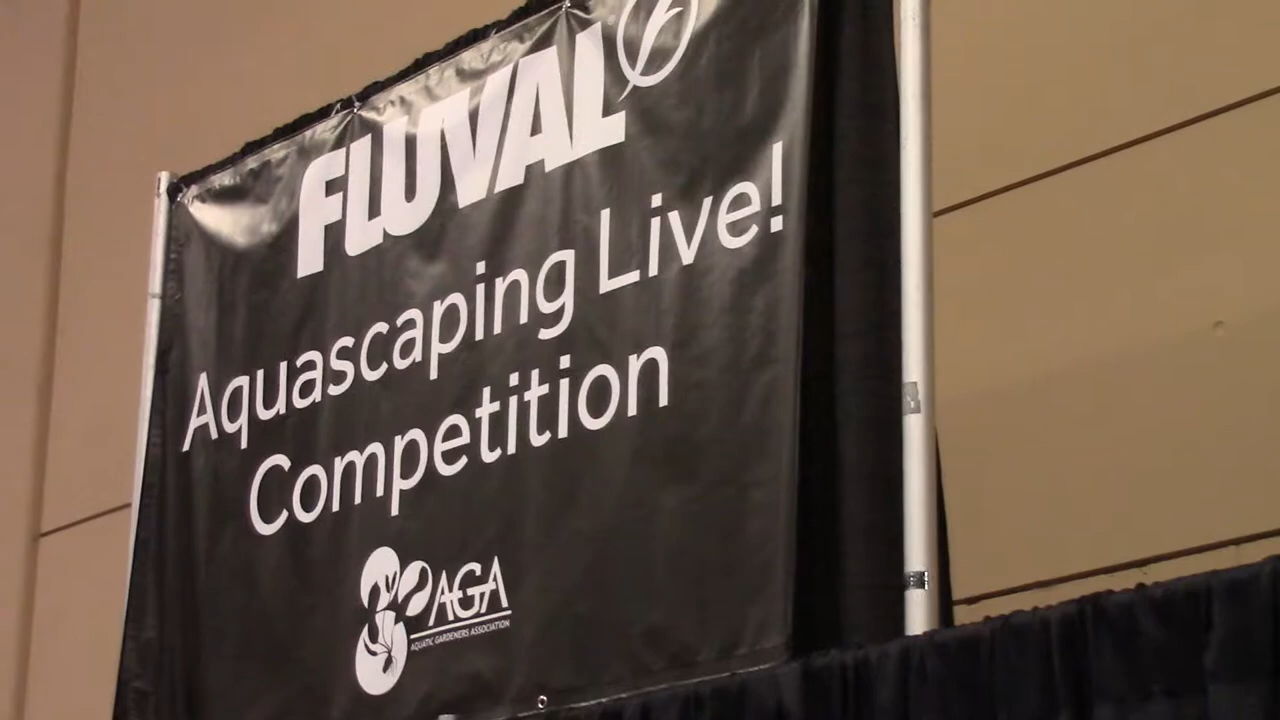 FLUVAL
Aquascaping Live!
Competition
AGA
AQUATIC GARDENERS ASSOCIATION